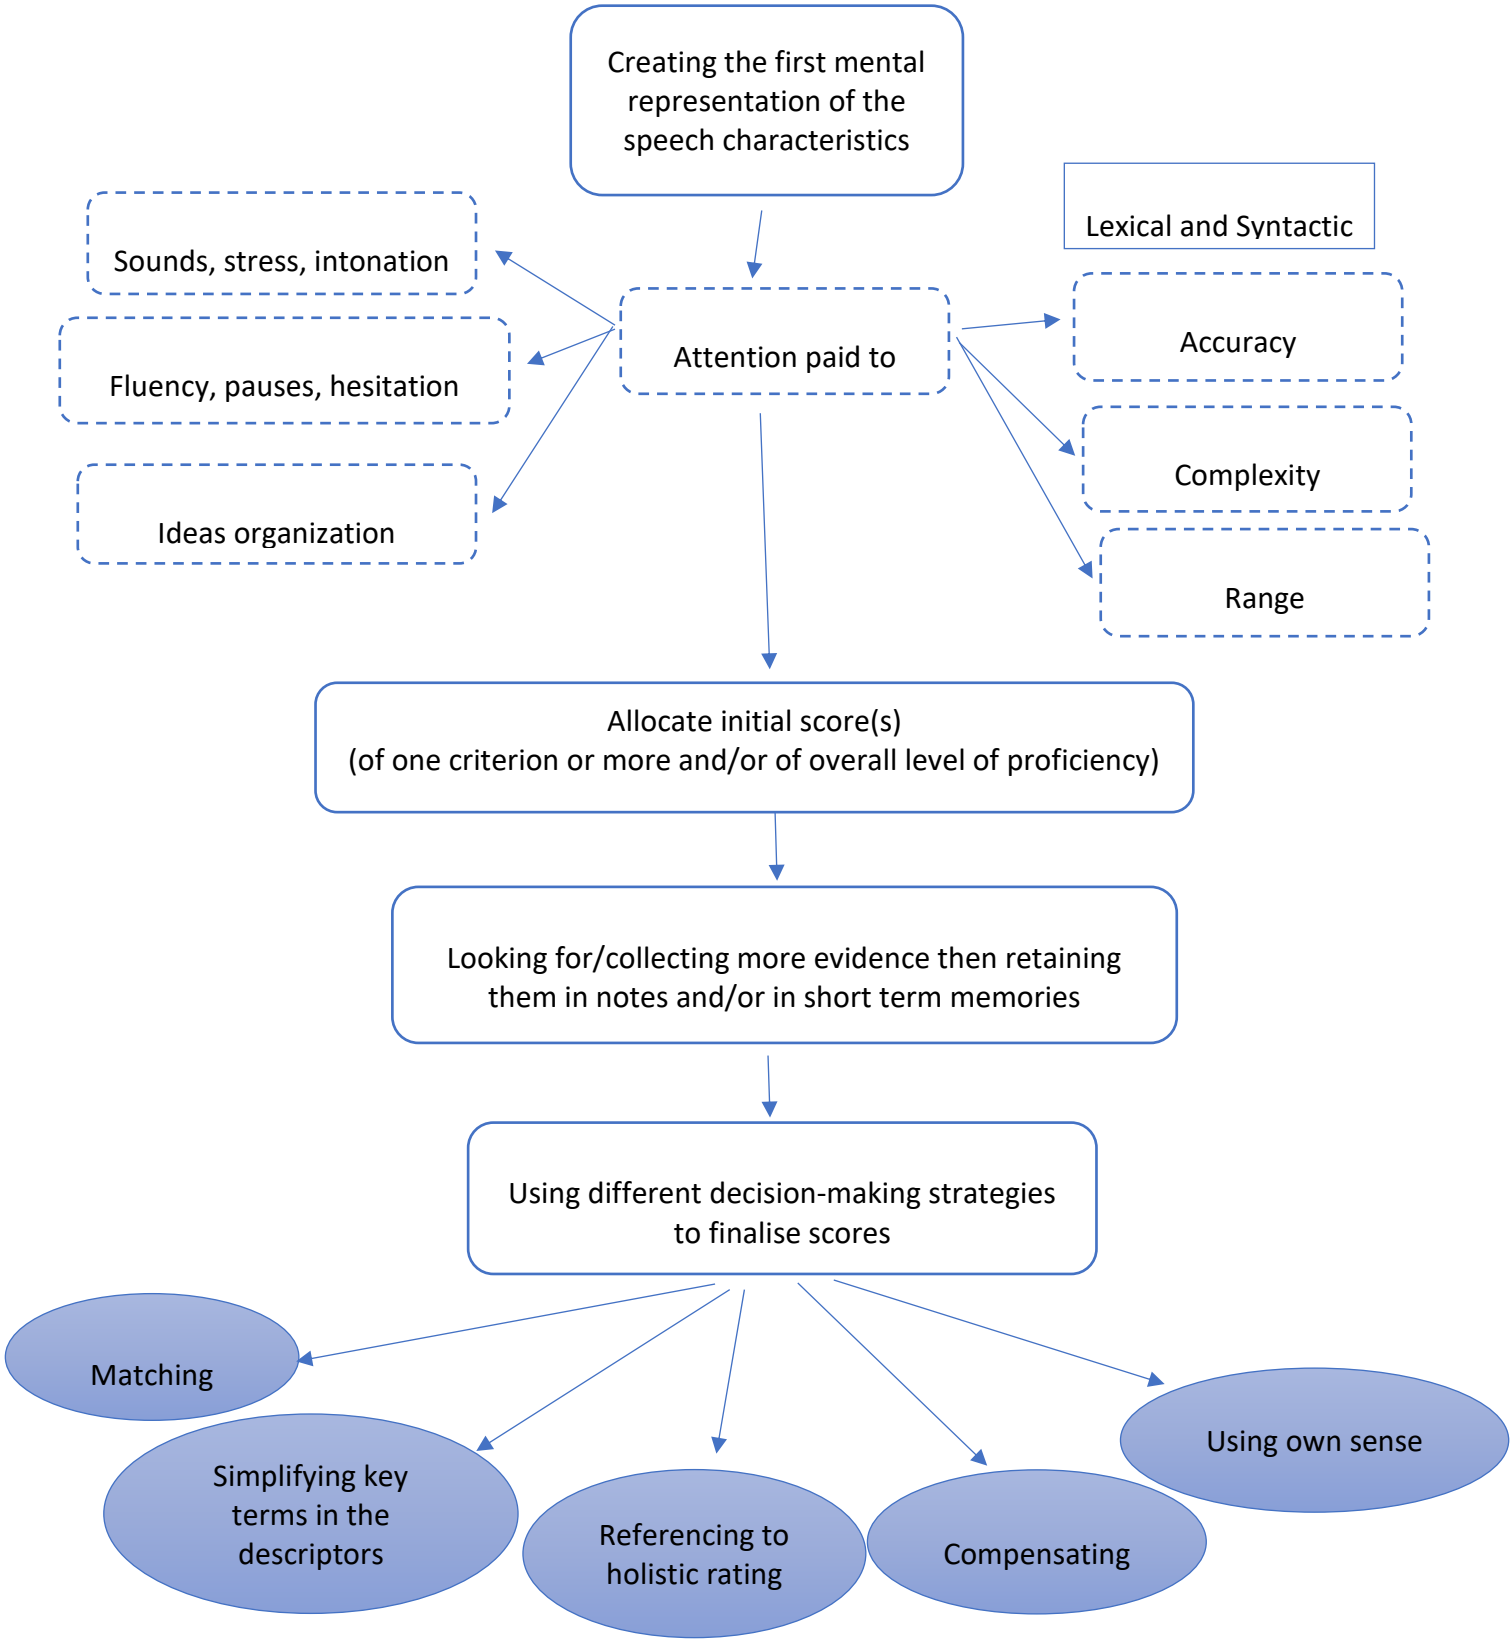 Creating the first mental
representation of the
speech characteristics
Lexical and Syntactic
Sounds, stress, intonation
Fluency, pauses, hesitation
Ideas organization
Attention paid to
Accuracy
Complexity
Range
Allocate initial score(s)
(of one criterion or more and/or of overall level of proficiency)
Looking for/collecting more evidence then retaining
them in notes and/or in short term memories
Using different decision-making strategies
to finalise scores
Matching
Simplifying key
terms in the
descriptors
Referencing to
holistic rating
Compensating
Using own sense